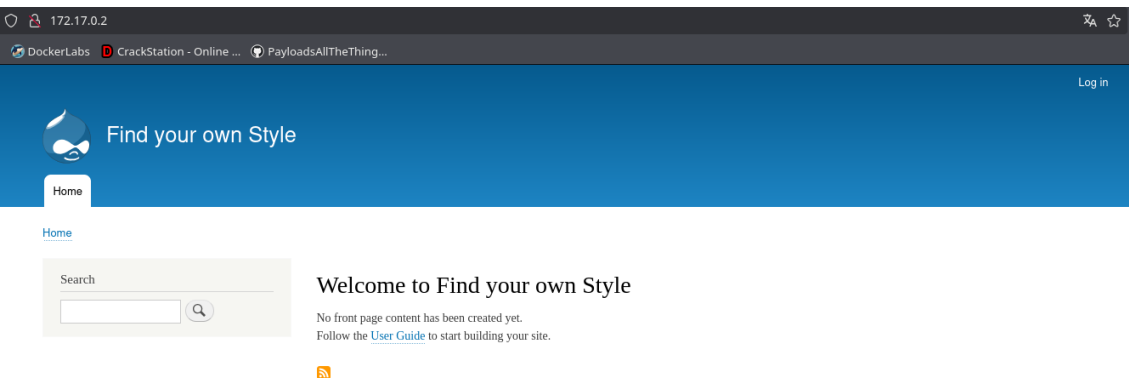 172.17.0.2
DockerLabs CrackStation - Online ... PayloadsAllTheThing...
Log in
Find your own Style
Home
Home
Search
Welcome to Find your own Style
No front page content has been created yet.
Follow the User Guide to start building your site.